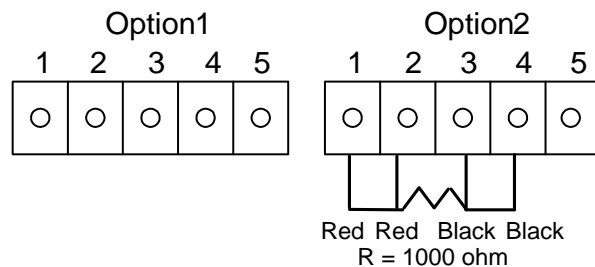 Option1 Option2
1 2 3 4 5 1 2 3 4 5
Red Red Black Black
R = 1000 ohm